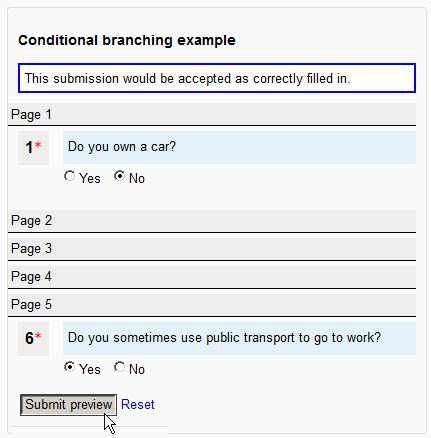 Conditional branching example
This submission would be accepted as correctly filled in.
Page 1
1* Do you own a car?
Yes No
Page 2
Page 3
Page 4
Page 5
6* Do you sometimes use public transport to go to work?
Yes No
Submit preview Reset